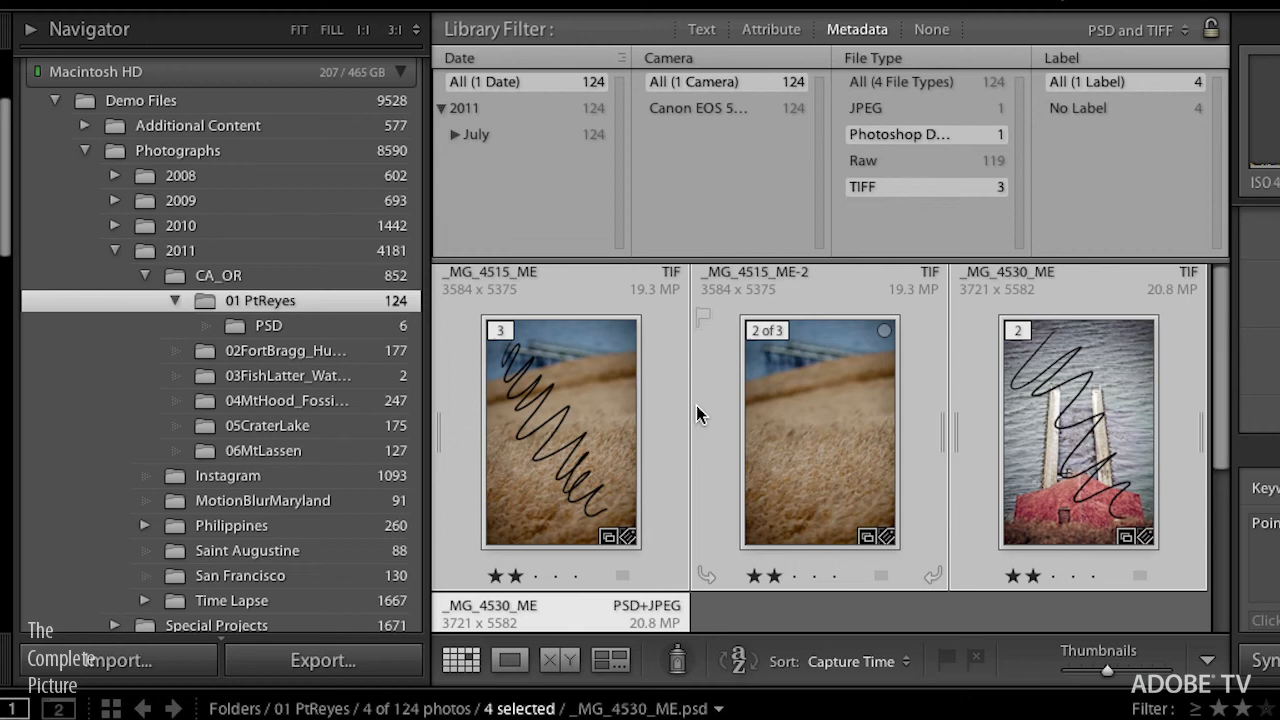 Navigator FIT FILL 1:1 3:1
Macintosh HD 207 / 465 GB
Demo Files 9528
Additional Content 577
Photographs 8590
2008 602
2009 693
2010 1442
2011 4181
CA_OR 852
01 PtReyes 124
PSD 6
02FortBragg_Hu... 177
03FishLatter_Wat... 2
04MtHood_Fossi... 247
05CraterLake 175
06MtLassen 127
Instagram 1093
MotionBlurMaryland 91
Philippines 260
Saint Augustine 88
San Francisco 130
Time Lapse 1667
Special Projects 1671
The
Complete
Picture
Import... Export...
Library Filter : Text Attribute Metadata None PSD and TIFF
Date Camera File Type Label
All (1 Date) 124 All (1 Camera) 124 All (4 File Types) 124 All (1 Label) 4
2011 124 Canon EOS 5... 124 JPEG 1 No Label 4
July 124 Photoshop D... 1
Raw 119
TIFF 3
_MG_4515_ME TIF _MG_4515_ME-2 TIF _MG_4530_ME TIF
3584 x 5375 19.3 MP 3584 x 5375 19.3 MP 3721 x 5582 20.8 MP
3 2 of 3 2
_MG_4530_ME PSD+JPEG
3721 x 5582 20.8 MP
XY Sort: Capture Time Thumbnails
ISO 4
Keyw
Poin
Click
Syn
ADOBE TV
1 2 Folders / 01 PtReyes / 4 of 124 photos / 4 selected / _MG_4530_ME.psd Filter : ≥